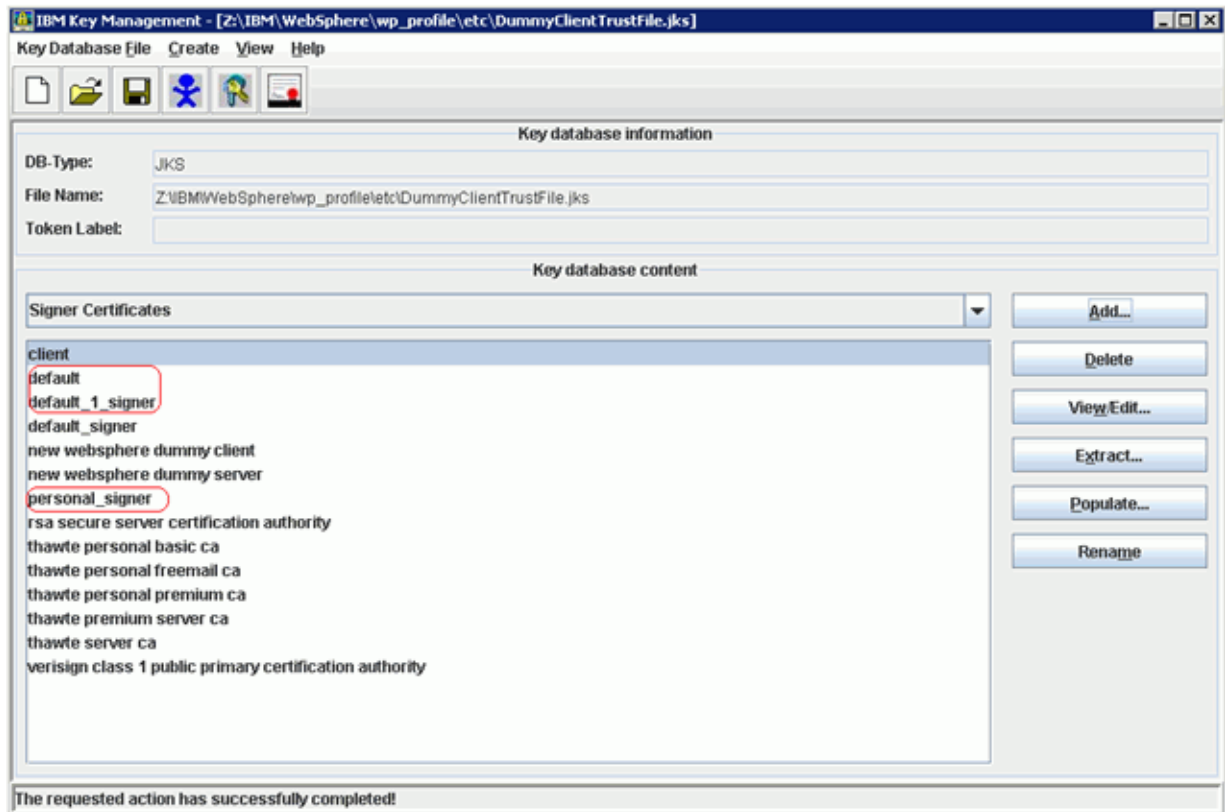 IBM Key Management - [Z:\IBM\WebSphere\wp_profile\etc\DummyClientTrustFile.jks]
Key Database File Create View Help
Key database information
DB-Type: JKS
File Name: Z:\IBM\WebSphere\wp_profile\etc\DummyClientTrustFile.jks
Token Label:
Key database content
Signer Certificates
Add...
client
Delete
default
default_1_signer
View/Edit...
default_signer
new websphere dummy client
Extract...
new websphere dummy server
personal_signer
Populate...
rsa secure server certification authority
thawte personal basic ca
Rename
thawte personal freemail ca
thawte personal premium ca
thawte premium server ca
thawte server ca
verisign class 1 public primary certification authority
The requested action has successfully completed!